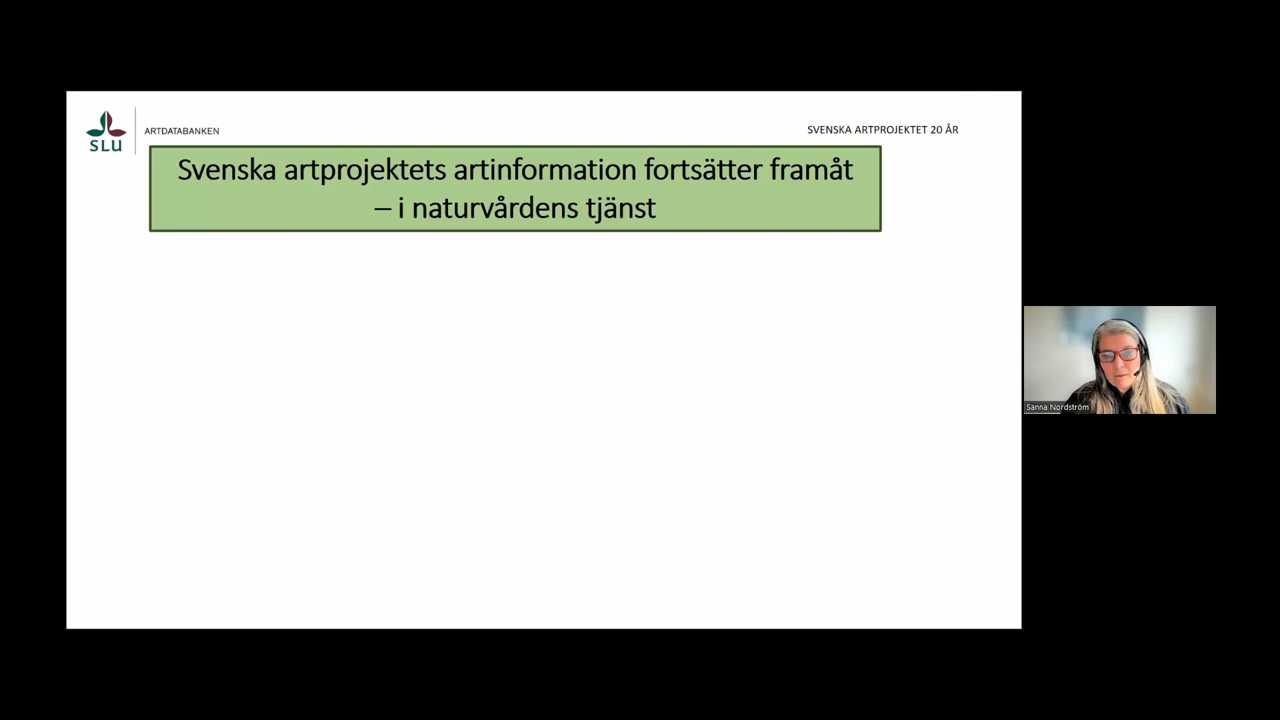 SLU
ARTDATABANKEN
SVENSKA ARTPROJEKTET 20 ÅR
Svenska artprojektets artinformation fortsätter framåt
– i naturvårdens tjänst
Sanna Nordström